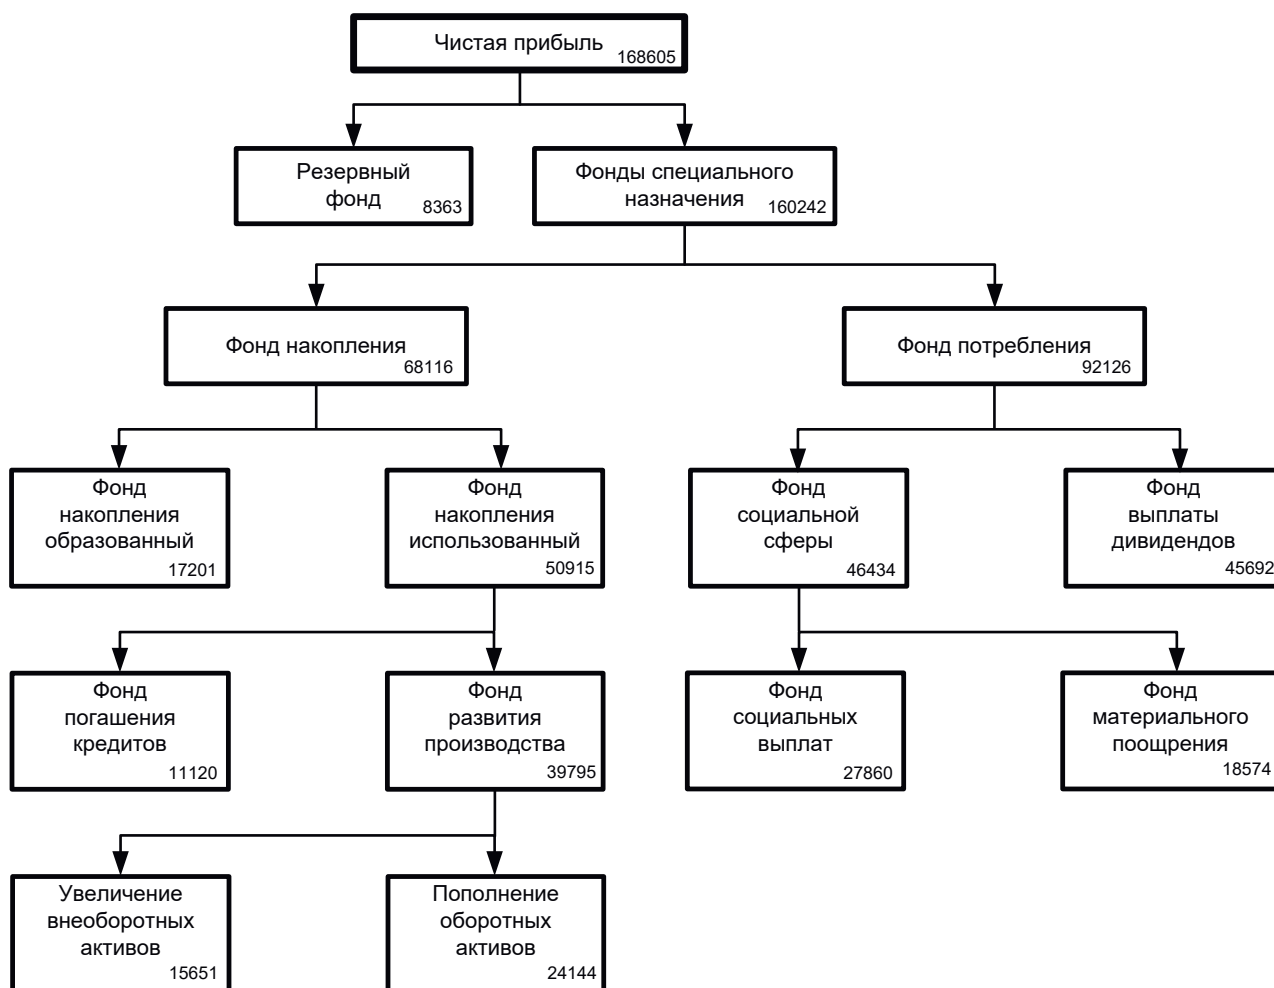 Чистая прибыль
168605
Резервный
фонд
8363
Фонды специального
назначения
160242
Фонд накопления
68116
Фонд потребления
92126
Фонд
накопления
образованный
17201
Фонд
накопления
использованный
50915
Фонд
социальной
сферы
46434
Фонд
выплаты
дивидендов
45692
Фонд
погашения
кредитов
11120
Фонд
развития
производства
39795
Фонд
социальных
выплат
27860
Фонд
материального
поощрения
18574
Увеличение
внеоборотных
активов
15651
Пополнение
оборотных
активов
24144